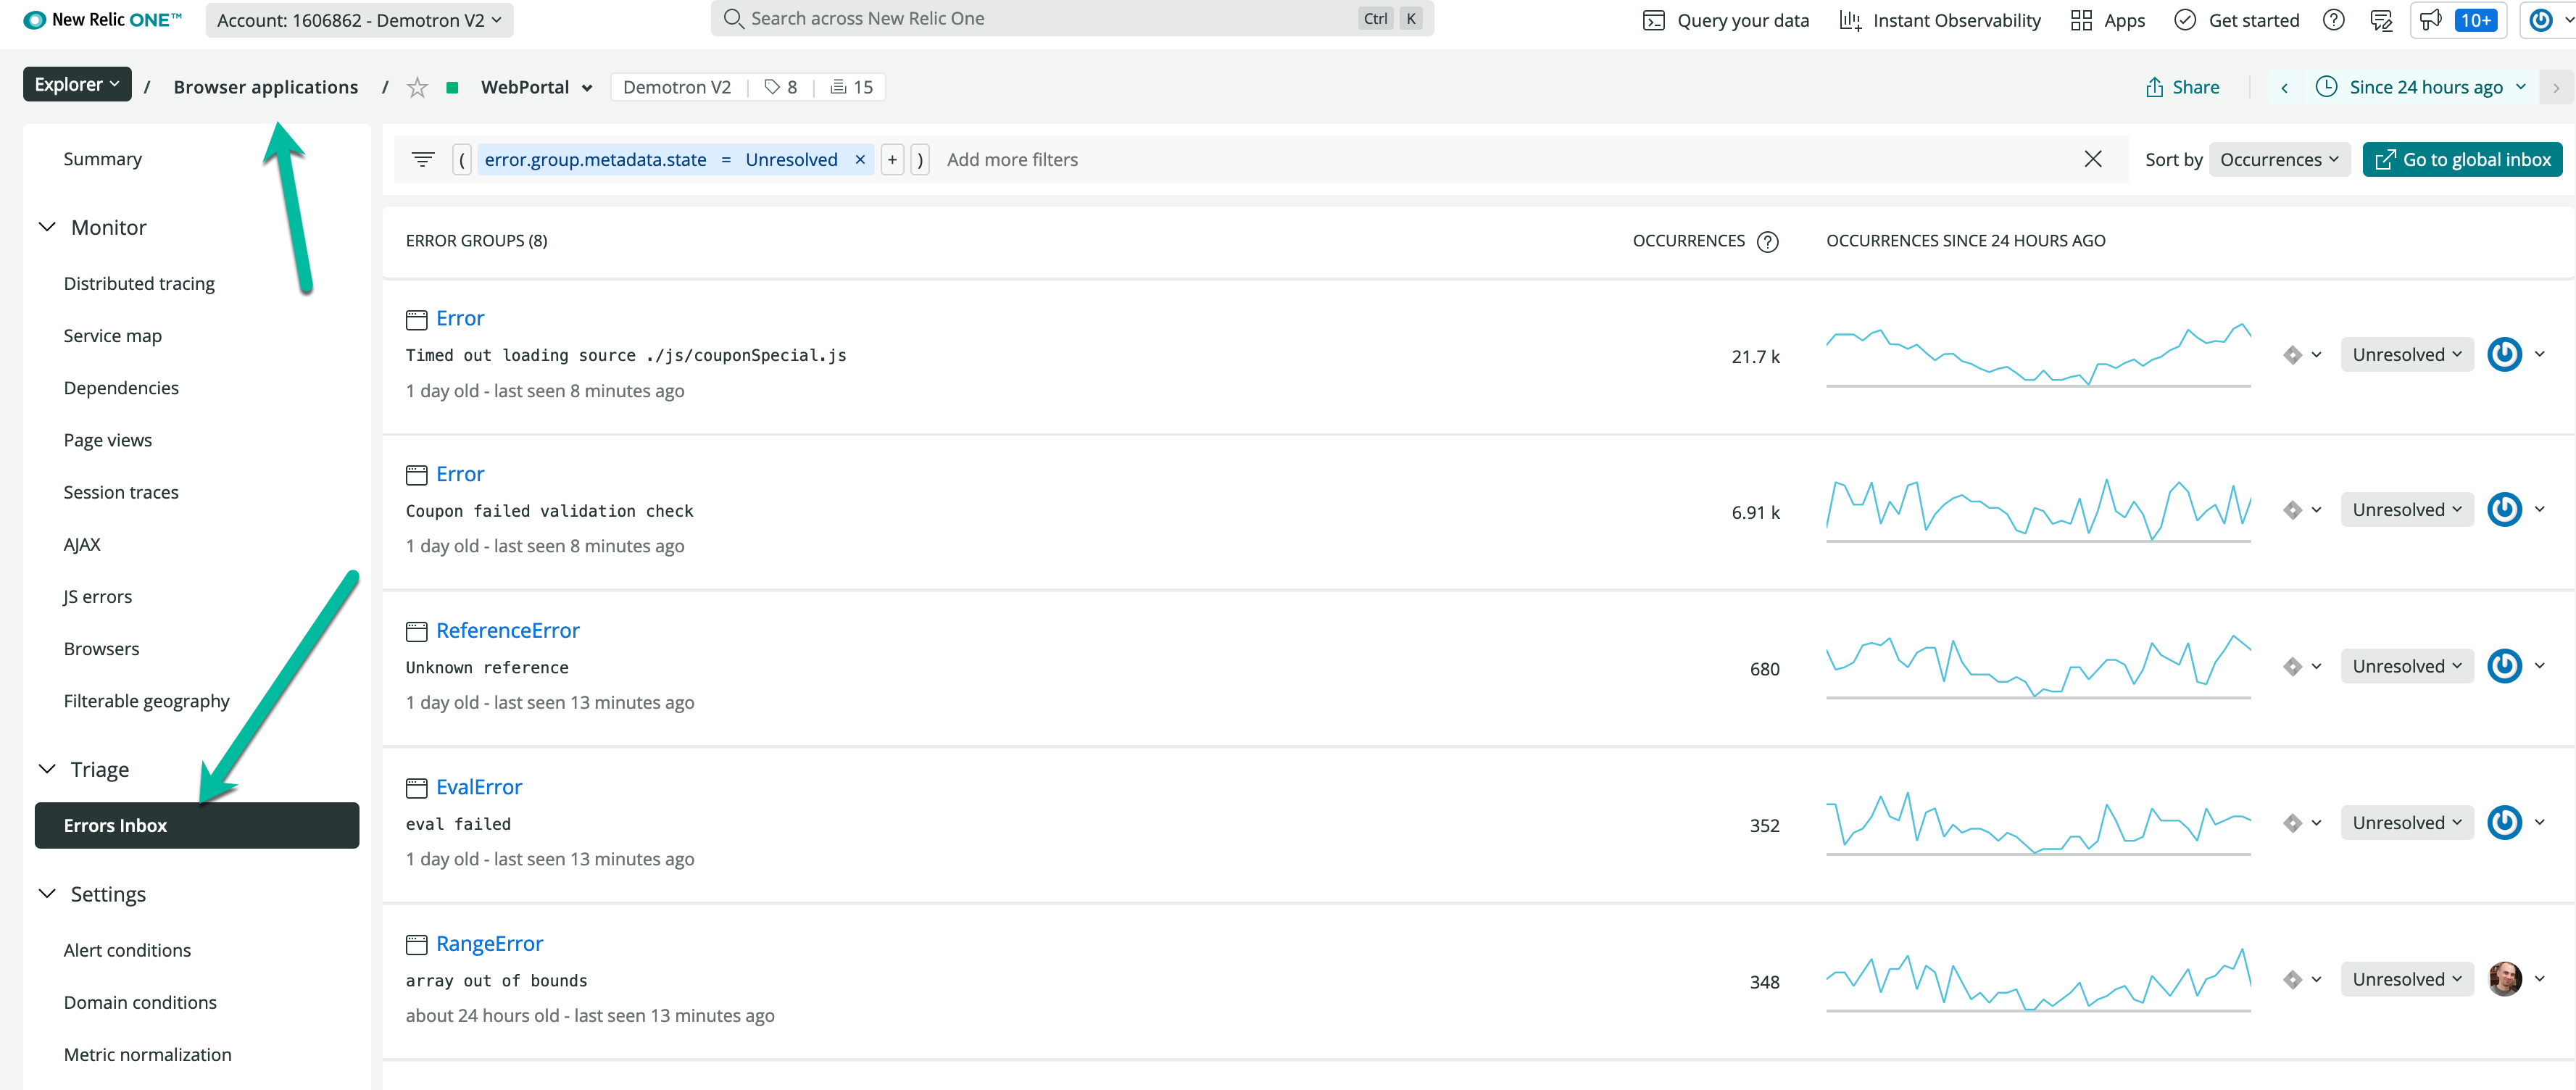 New Relic ONE™
Account: 1606862 - Demotron V2
Search across New Relic One
Ctrl K
Query your data
Instant Observability
Apps
Get started
10+
Explorer / Browser applications / WebPortal
Demotron V2 | 8 | 15
Share
Since 24 hours ago
Summary
Monitor
Distributed tracing
Service map
Dependencies
Page views
Session traces
AJAX
JS errors
Browsers
Filterable geography
Triage
Errors Inbox
Settings
Alert conditions
Domain conditions
Metric normalization
( error.group.metadata.state = Unresolved × + ) Add more filters
Sort by Occurrences
Go to global inbox
ERROR GROUPS (8) OCCURRENCES ? OCCURRENCES SINCE 24 HOURS AGO
Error
Timed out loading source ./js/couponSpecial.js
1 day old - last seen 8 minutes ago
21.7 k
Unresolved
Error
Coupon failed validation check
1 day old - last seen 8 minutes ago
6.91 k
Unresolved
ReferenceError
Unknown reference
1 day old - last seen 13 minutes ago
680
Unresolved
EvalError
eval failed
1 day old - last seen 13 minutes ago
352
Unresolved
RangeError
array out of bounds
about 24 hours old - last seen 13 minutes ago
348
Unresolved